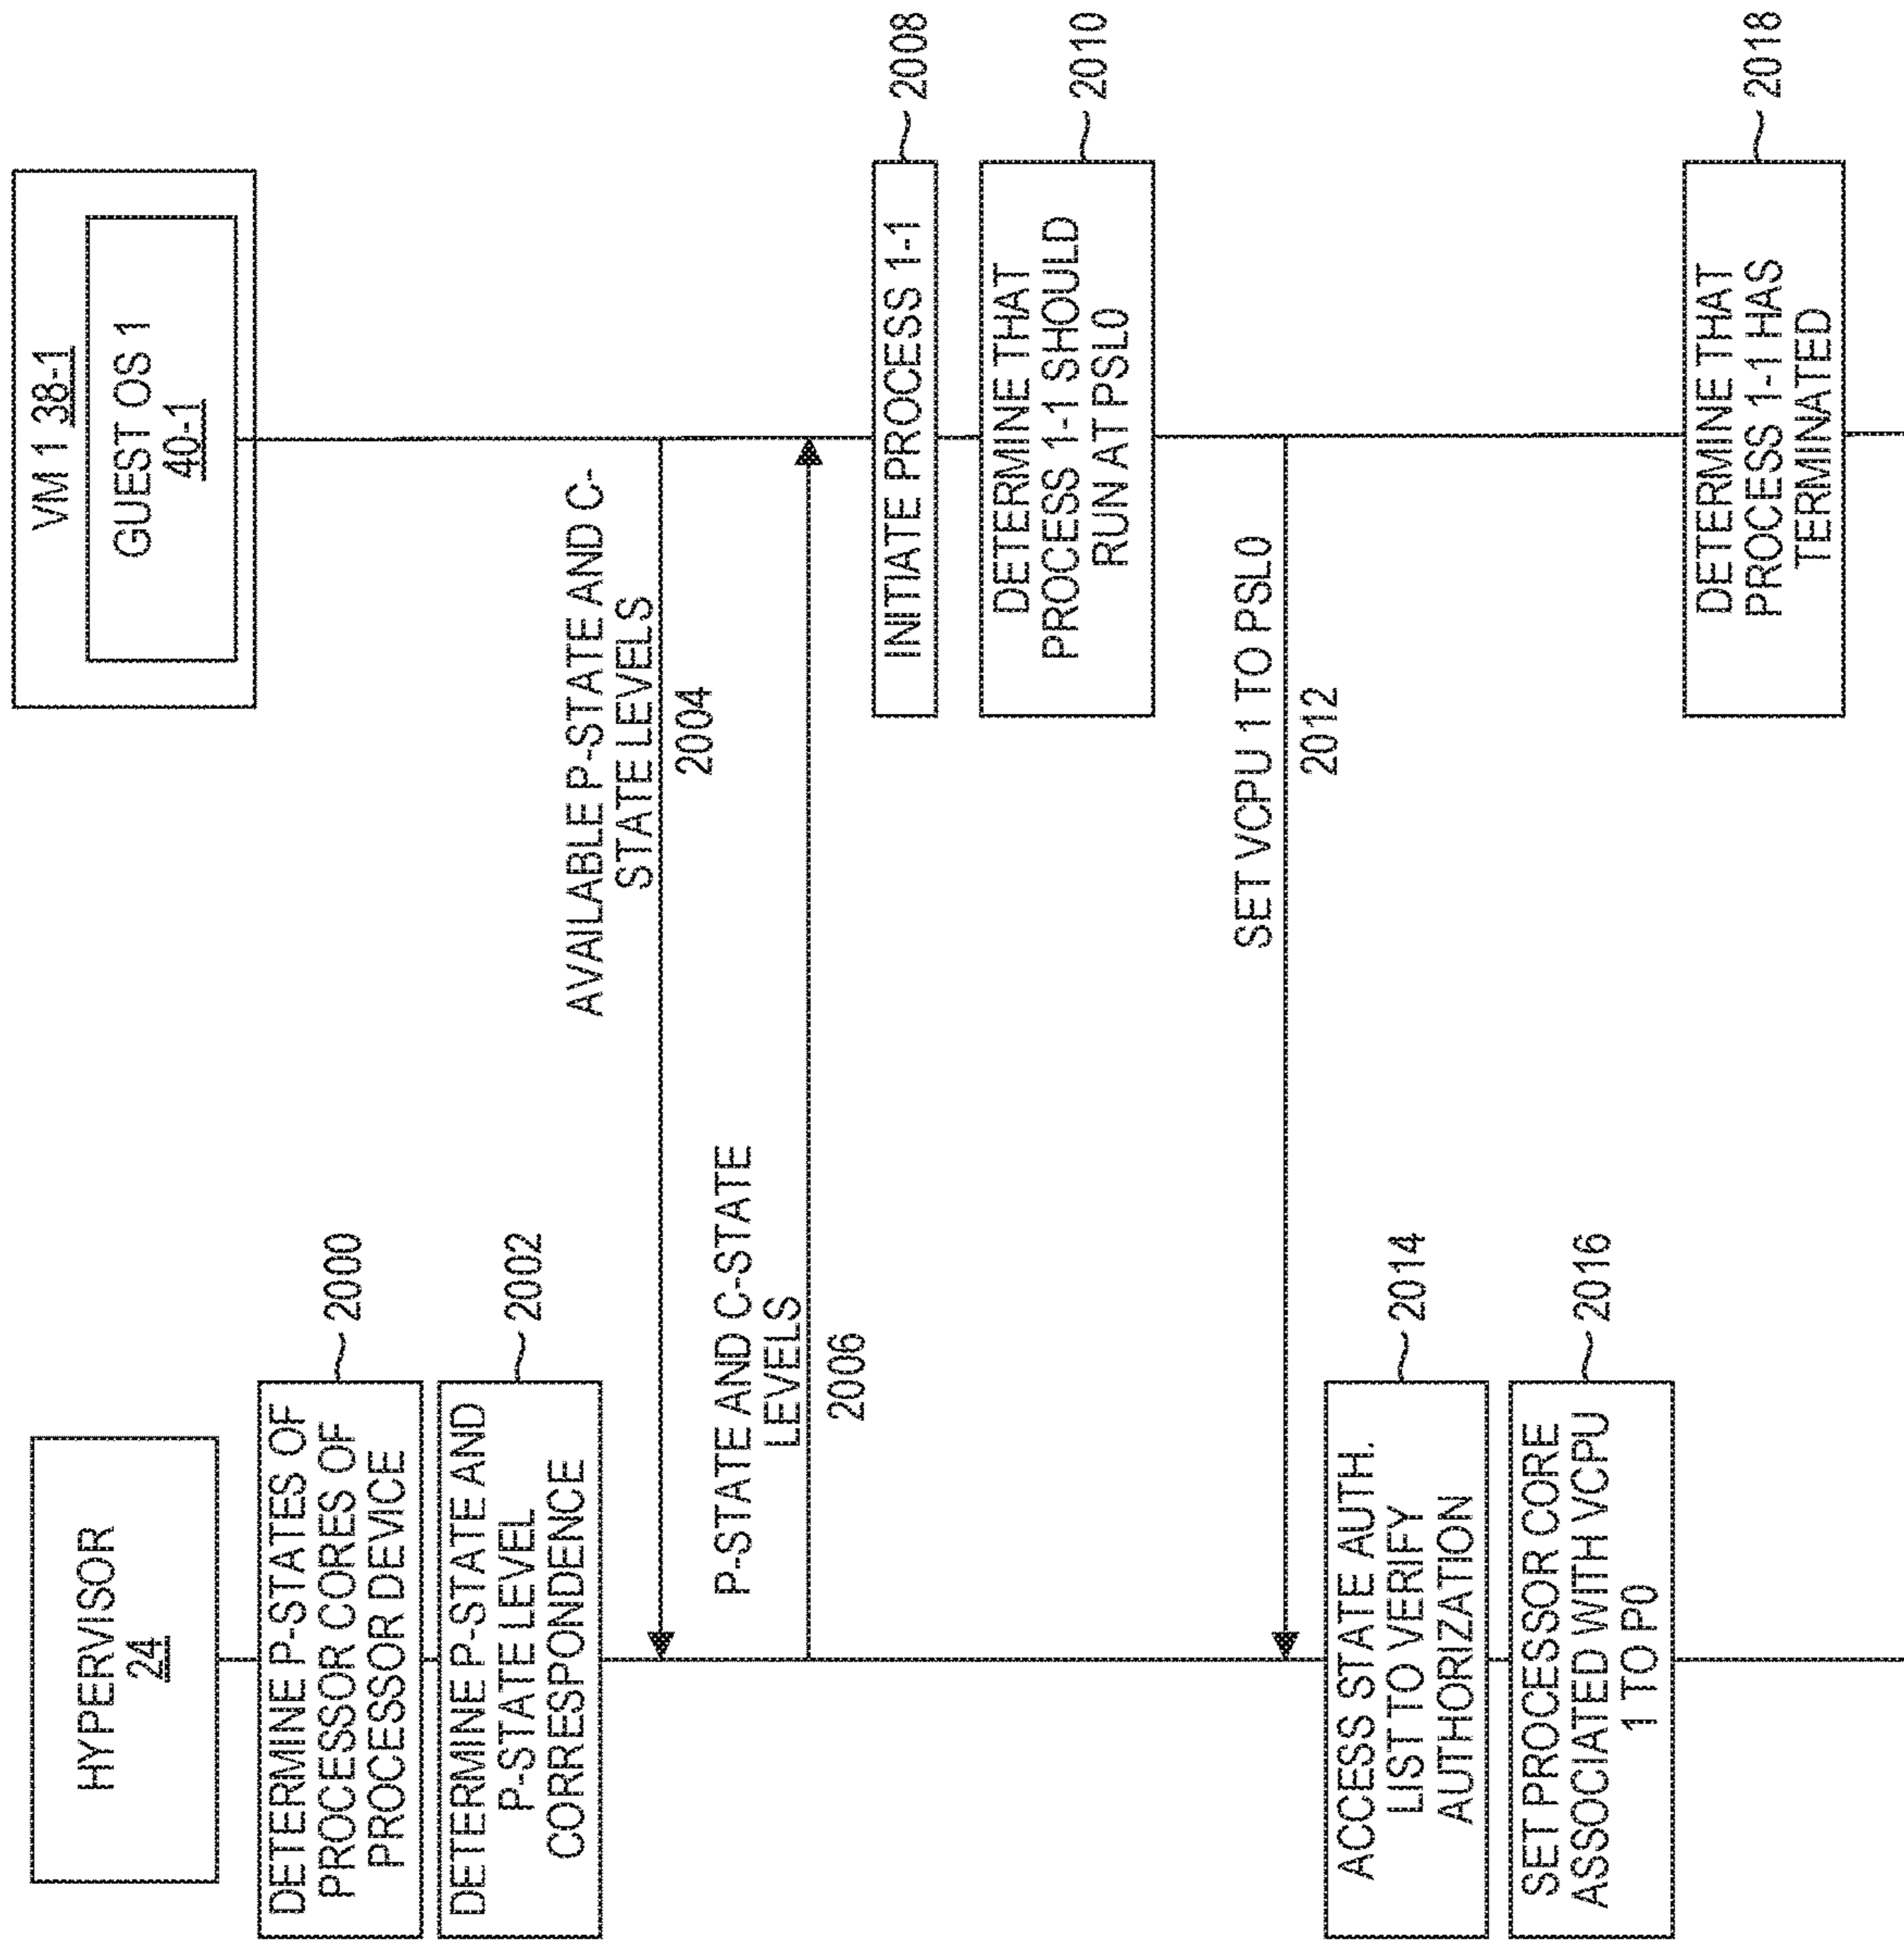 HYPERVISOR
24
VM 1 38-1
GUEST OS 1
40-1
DETERMINE P-STATES OF
PROCESSOR CORES OF
PROCESSOR DEVICE
2000
DETERMINE P-STATE AND
P-STATE LEVEL
CORRESPONDENCE
2002
AVAILABLE P-STATE AND C-
STATE LEVELS
2004
P-STATE AND C-STATE
LEVELS
2006
INITIATE PROCESS 1-1
2008
DETERMINE THAT
PROCESS 1-1 SHOULD
RUN AT PSL0
2010
SET VCPU 1 TO PSL0
2012
ACCESS STATE AUTH.
LIST TO VERIFY
AUTHORIZATION
2014
SET PROCESSOR CORE
ASSOCIATED WITH VCPU
1 TO P0
2016
DETERMINE THAT
PROCESS 1-1 HAS
TERMINATED
2018